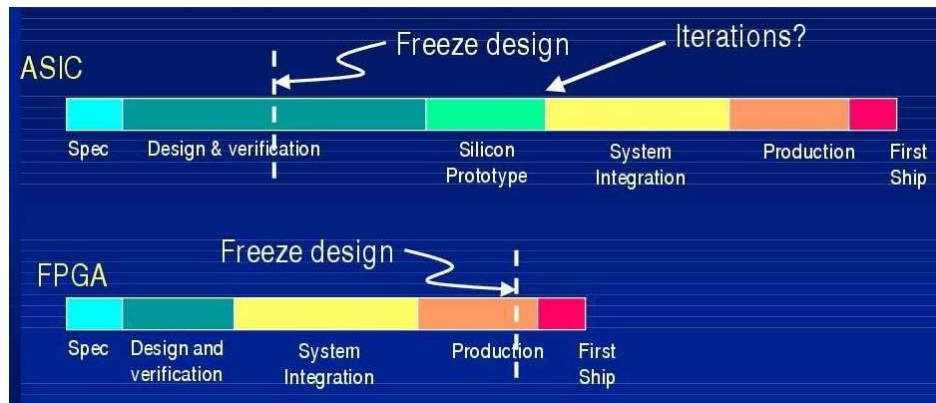 Freeze design
Iterations?
ASIC
Spec
Design & verification
Silicon
Prototype
System
Integration
Production
First
Ship
Freeze design
FPGA
Spec
Design and
verification
System
Integration
Production
First
Ship